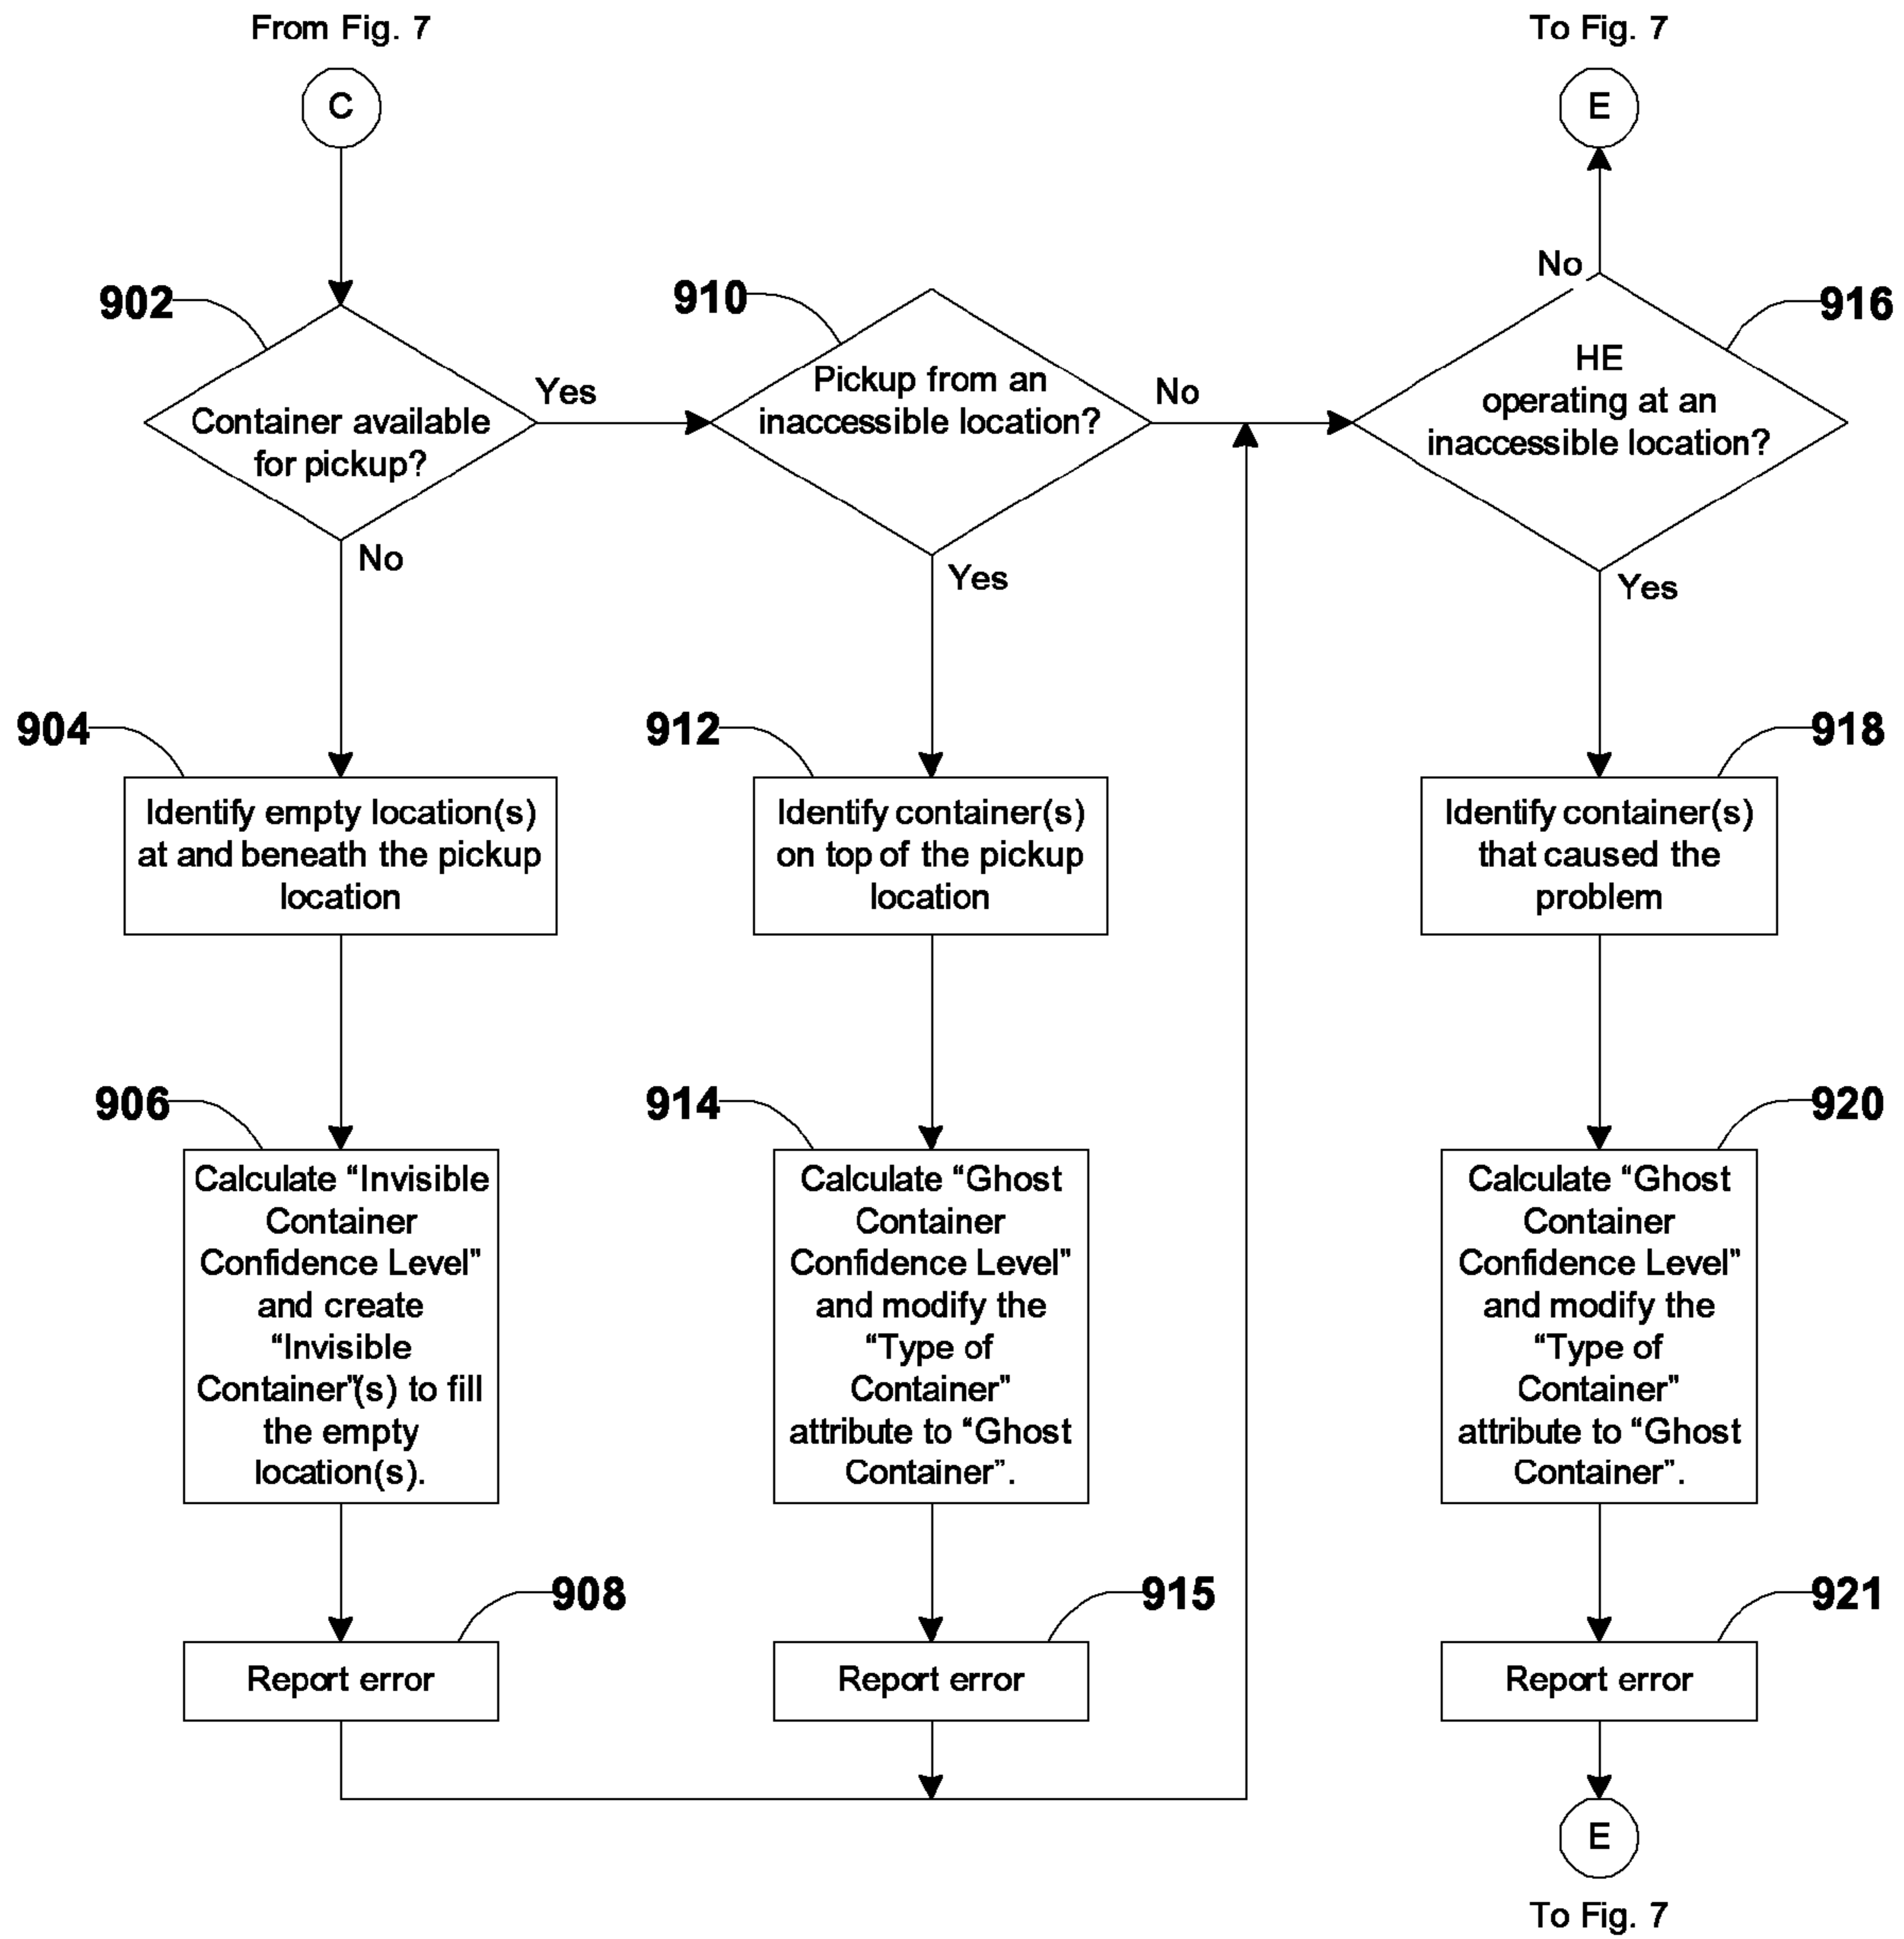 From Fig. 7
C
902
Container available
for pickup?
Yes
No
904
Identify empty location(s)
at and beneath the pickup
location
906
Calculate “Invisible
Container
Confidence Level”
and create
“Invisible
Container”(s) to fill
the empty
location(s).
908
Report error
910
Pickup from an
inaccessible location?
No
Yes
912
Identify container(s)
on top of the pickup
location
914
Calculate “Ghost
Container
Confidence Level”
and modify the
“Type of
Container”
attribute to “Ghost
Container”.
915
Report error
To Fig. 7
E
No
916
HE
operating at an
inaccessible location?
Yes
918
Identify container(s)
that caused the
problem
920
Calculate “Ghost
Container
Confidence Level”
and modify the
“Type of
Container”
attribute to “Ghost
Container”.
921
Report error
E
To Fig. 7